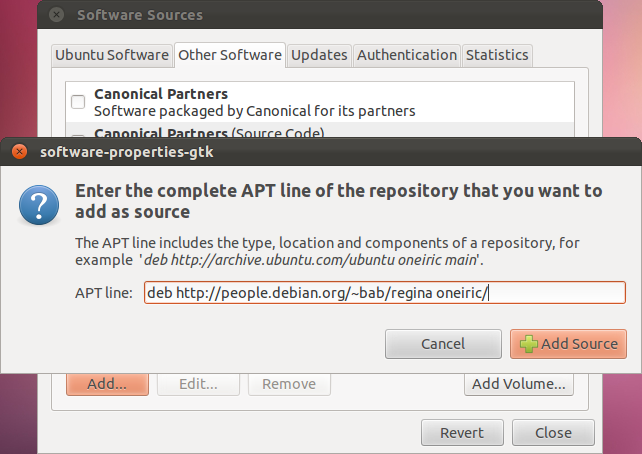 Software Sources
Ubuntu Software Other Software Updates Authentication Statistics
Canonical Partners
Software packaged by Canonical for its partners
Canonical Partners (Source Code)
software-properties-gtk
Enter the complete APT line of the repository that you want to
add as source
The APT line includes the type, location and components of a repository, for
example 'deb http://archive.ubuntu.com/ubuntu oneiric main'.
APT line: deb http://people.debian.org/~bab/regina oneiric/
Cancel Add Source
Add... Edit... Remove Add Volume...
Revert Close